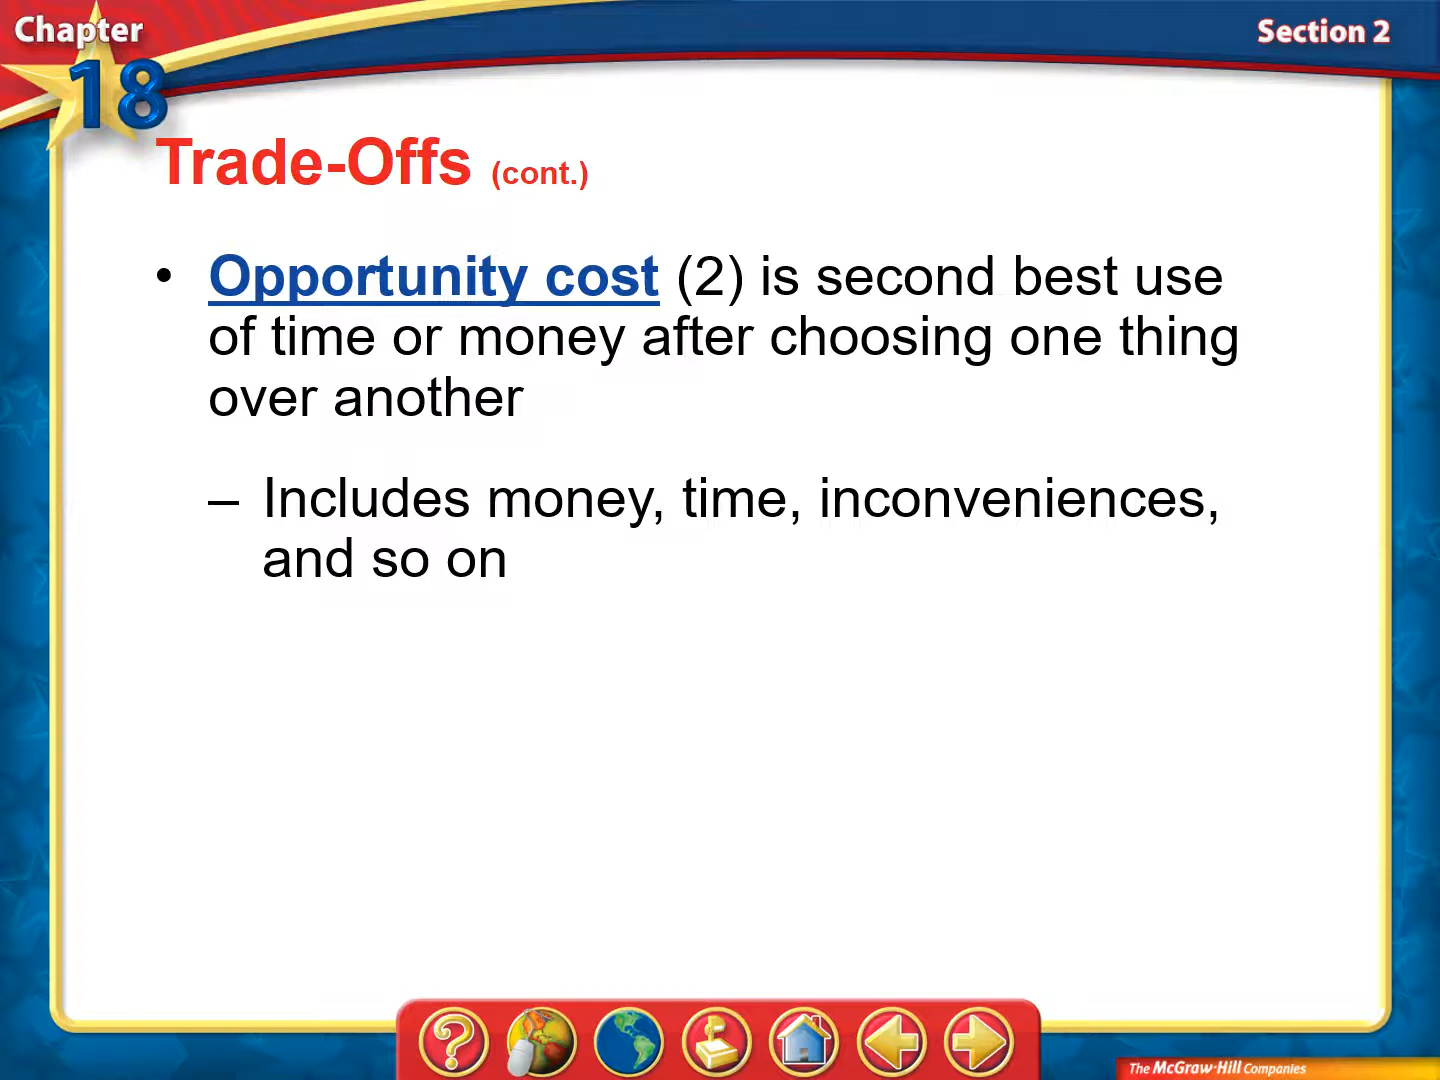 Chapter
18
Section 2
Trade-Offs (cont.)
• Opportunity cost (2) is second best use
of time or money after choosing one thing
over another
– Includes money, time, inconveniences,
and so on
?
The McGraw-Hill Companies